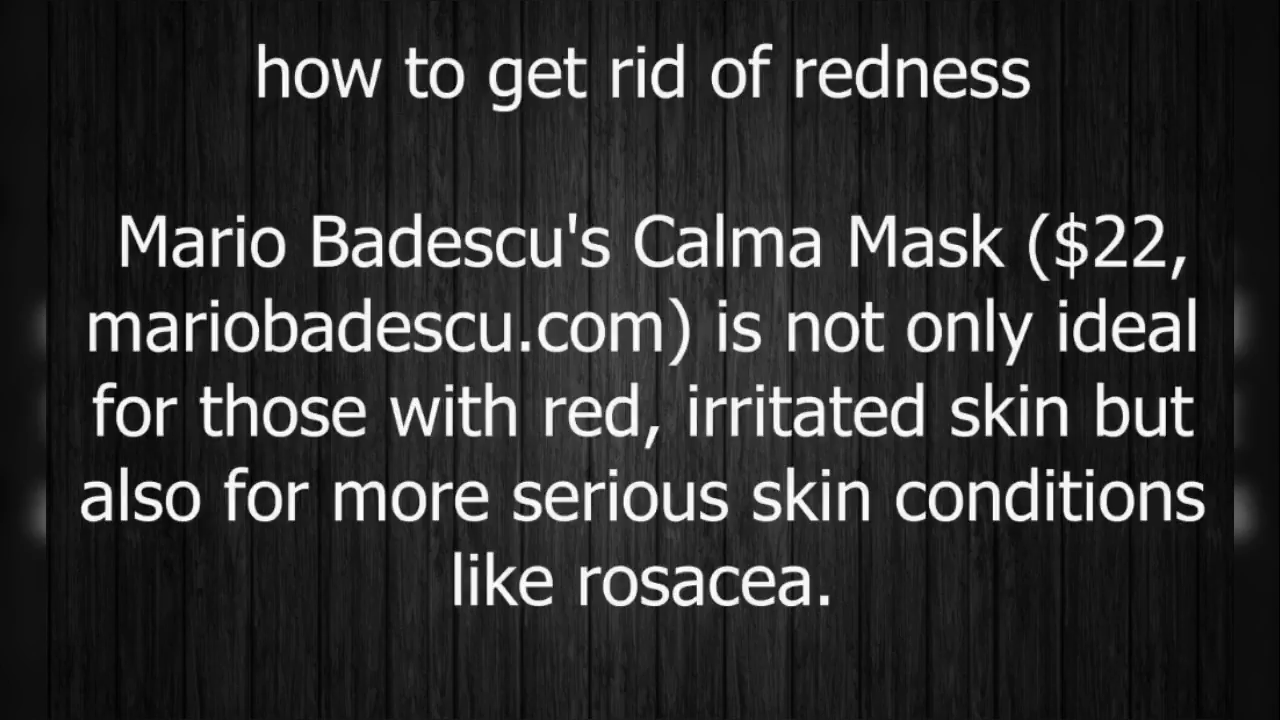 how to get rid of redness
Mario Badescu's Calma Mask ($22,
mariobadescu.com) is not only ideal
for those with red, irritated skin but
also for more serious skin conditions
like rosacea.